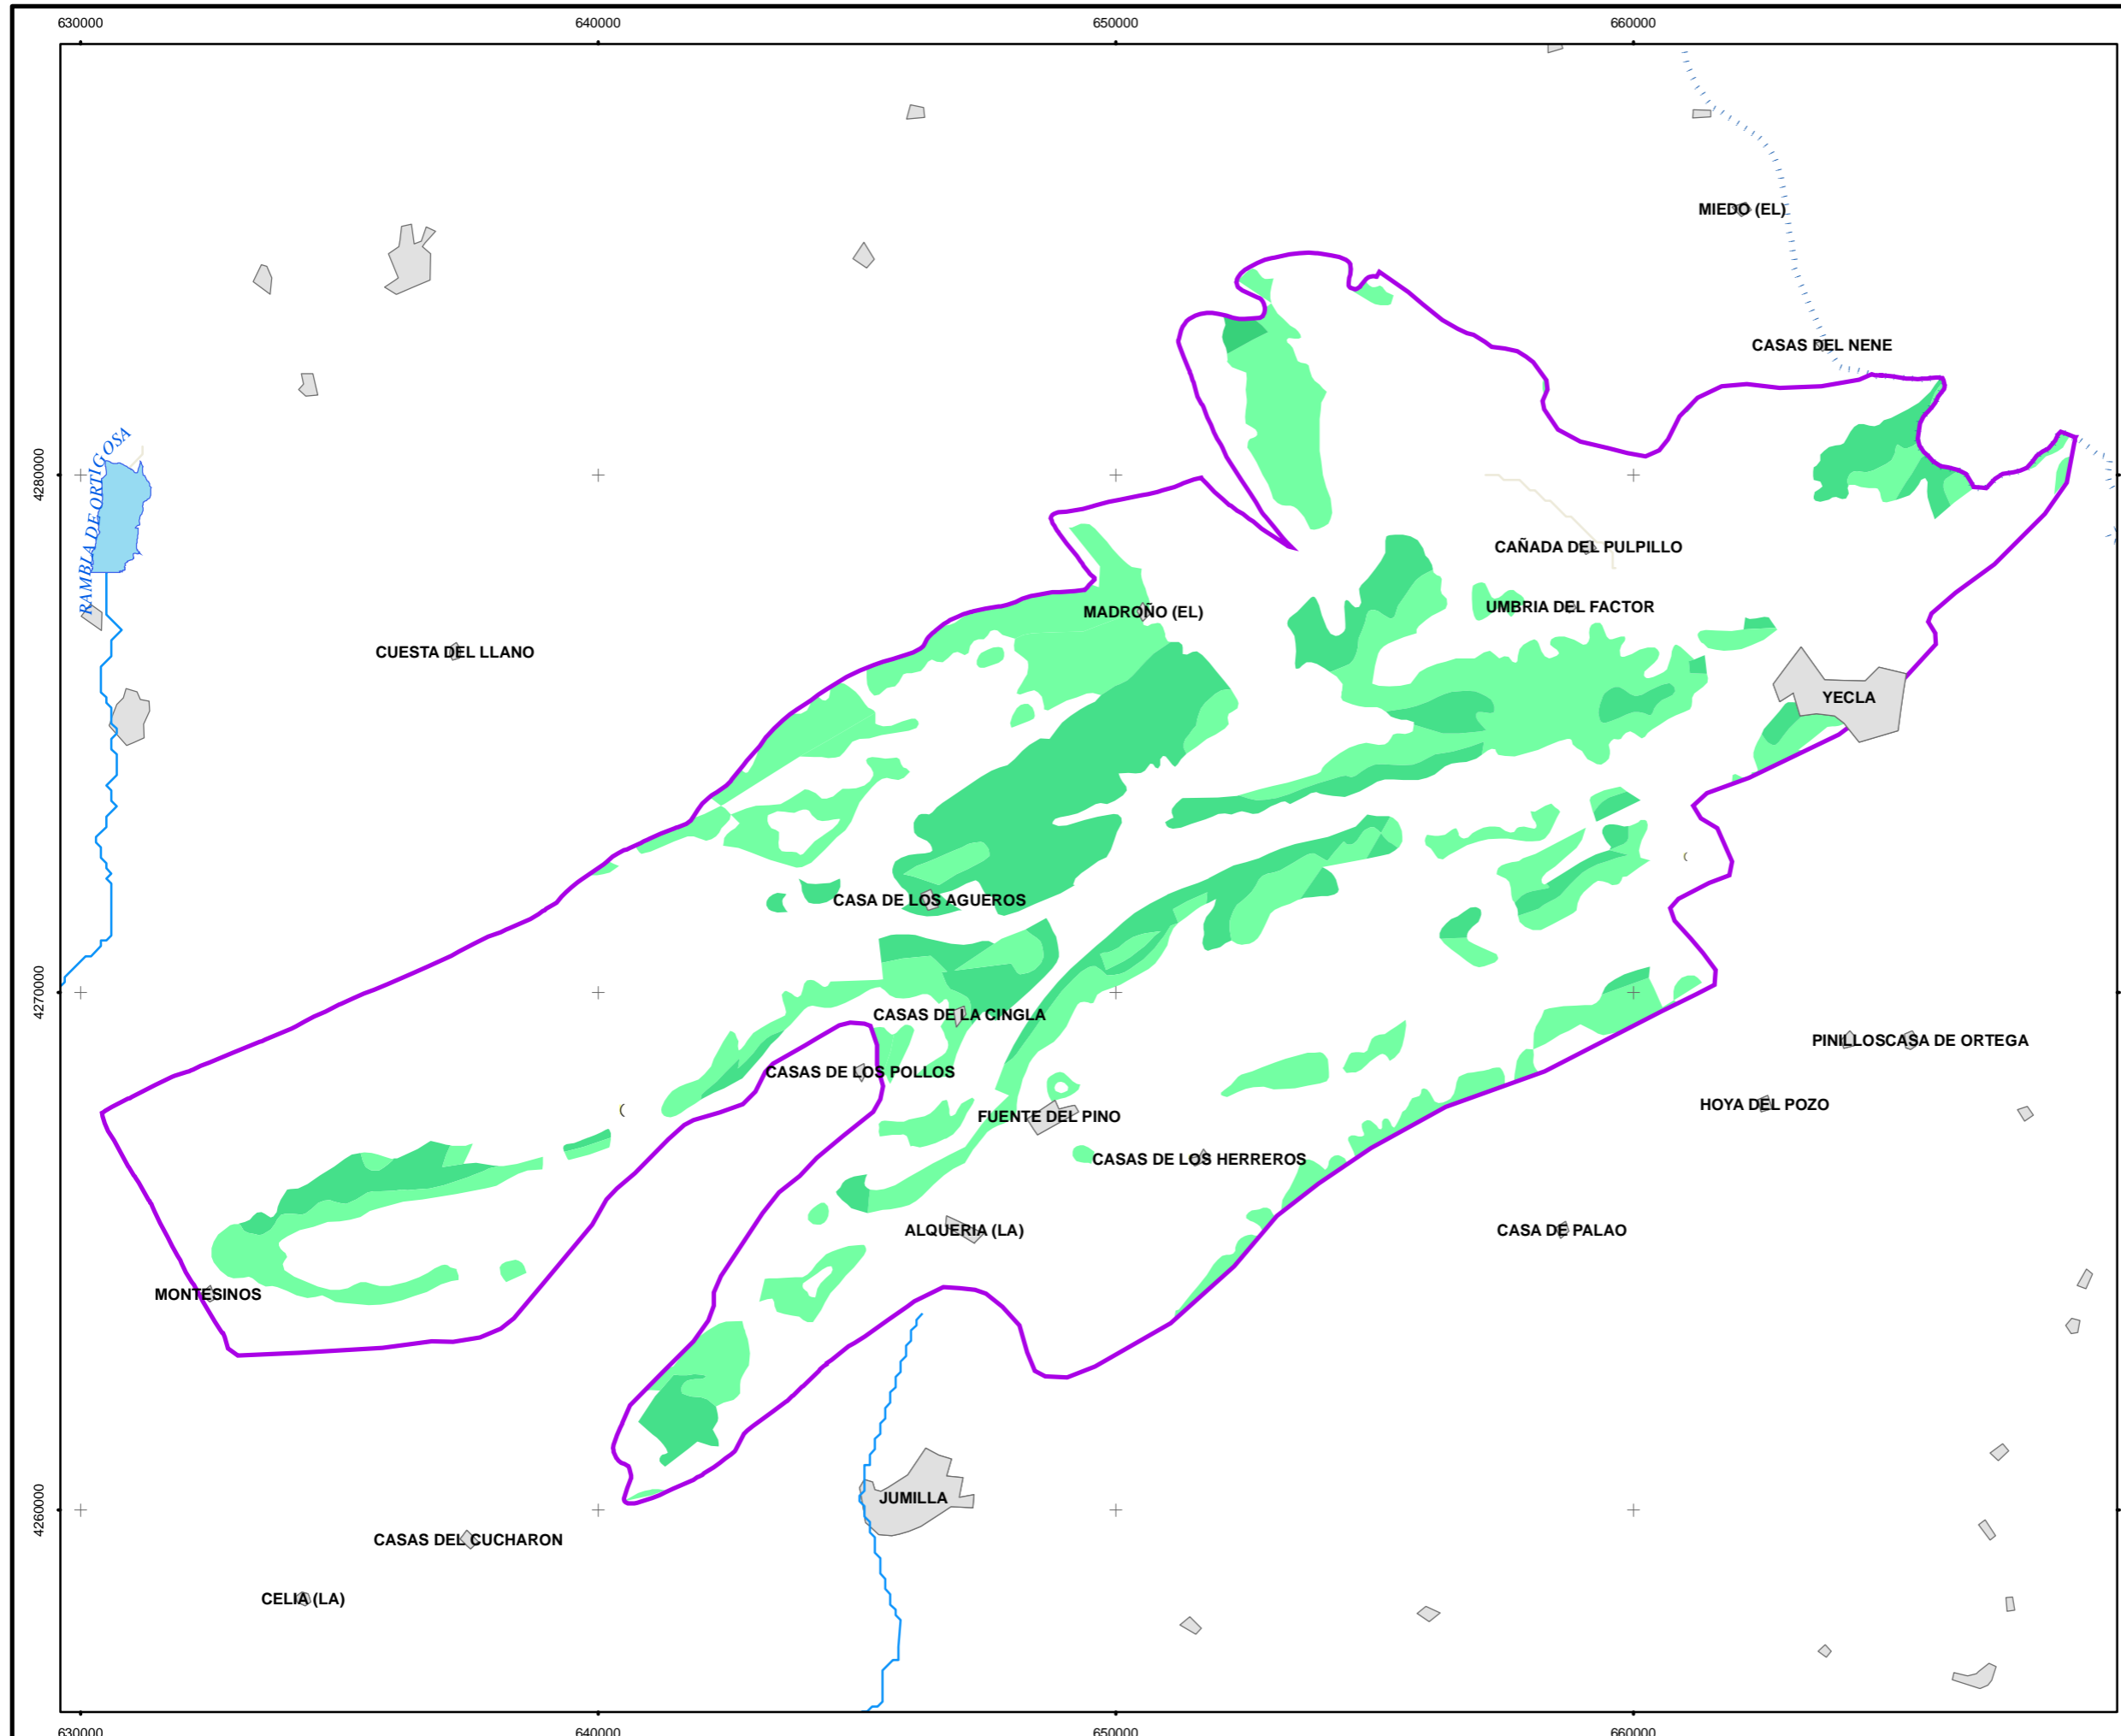 630000
640000
650000
660000
MIEDO (EL)
CASAS DEL NENE
4280000
RAMBLA DE ORTIGOSA
CAÑADA DEL PULPILLO
UMBRIA DEL FACTOR
MADROÑO (EL)
CUESTA DEL LLANO
YECLA
CASA DE LOS AGUEROS
4270000
CASAS DE LA CINGLA
PINILLOS
CASA DE ORTEGA
CASAS DE LOS POLLOS
HOYA DEL POZO
FUENTE DEL PINO
CASAS DE LOS HERREROS
ALQUERIA (LA)
CASA DE PALAO
MONTESINOS
JUMILLA
4260000
CASAS DEL CUCHARON
CELIA (LA)
630000
640000
650000
660000